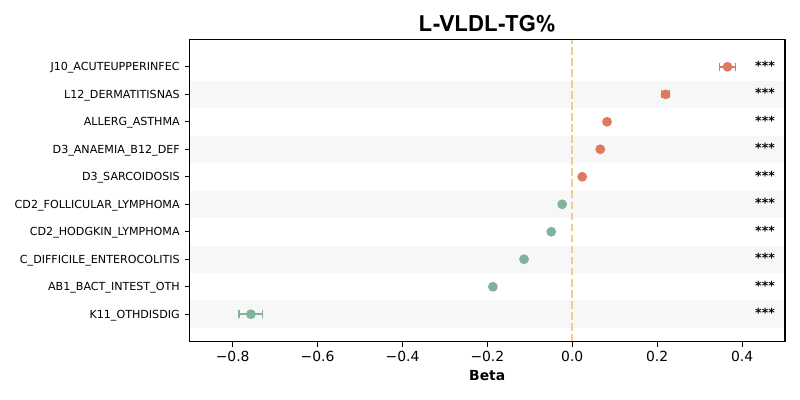 L-VLDL-TG%
J10_ACUTEUPPERINFEC ***
L12_DERMATITISNAS ***
ALLERG_ASTHMA ***
D3_ANAEMIA_B12_DEF ***
D3_SARCOIDOSIS ***
CD2_FOLLICULAR_LYMPHOMA ***
CD2_HODGKIN_LYMPHOMA ***
C_DIFFICILE_ENTEROCOLITIS ***
AB1_BACT_INTEST_OTH ***
K11_OTHDISDIG ***
−0.8 −0.6 −0.4 −0.2 0.0 0.2 0.4
Beta